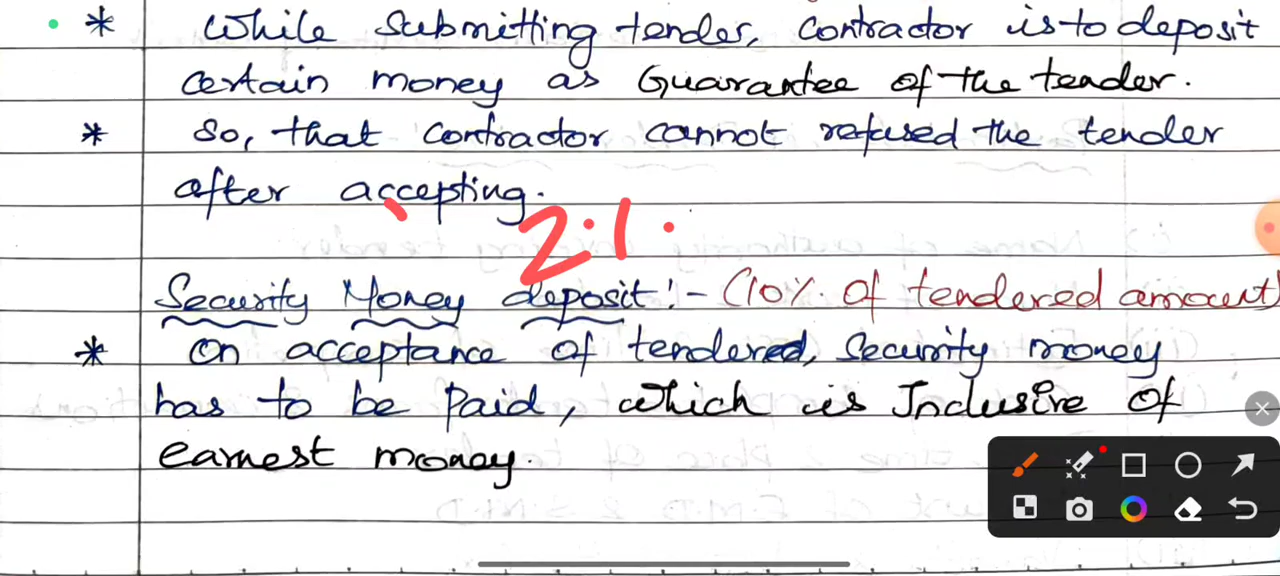 * While Submitting tender, Contractor is to deposit
certain money as Guarantee of the tender.
* So, that Contractor cannot refused the tender
after accepting.
2.1.
Security Money deposit:- (10%. Of tendered amount)
* On acceptance of tendered, Security money
has to be Paid, which is Inclusive Of
earnest money.